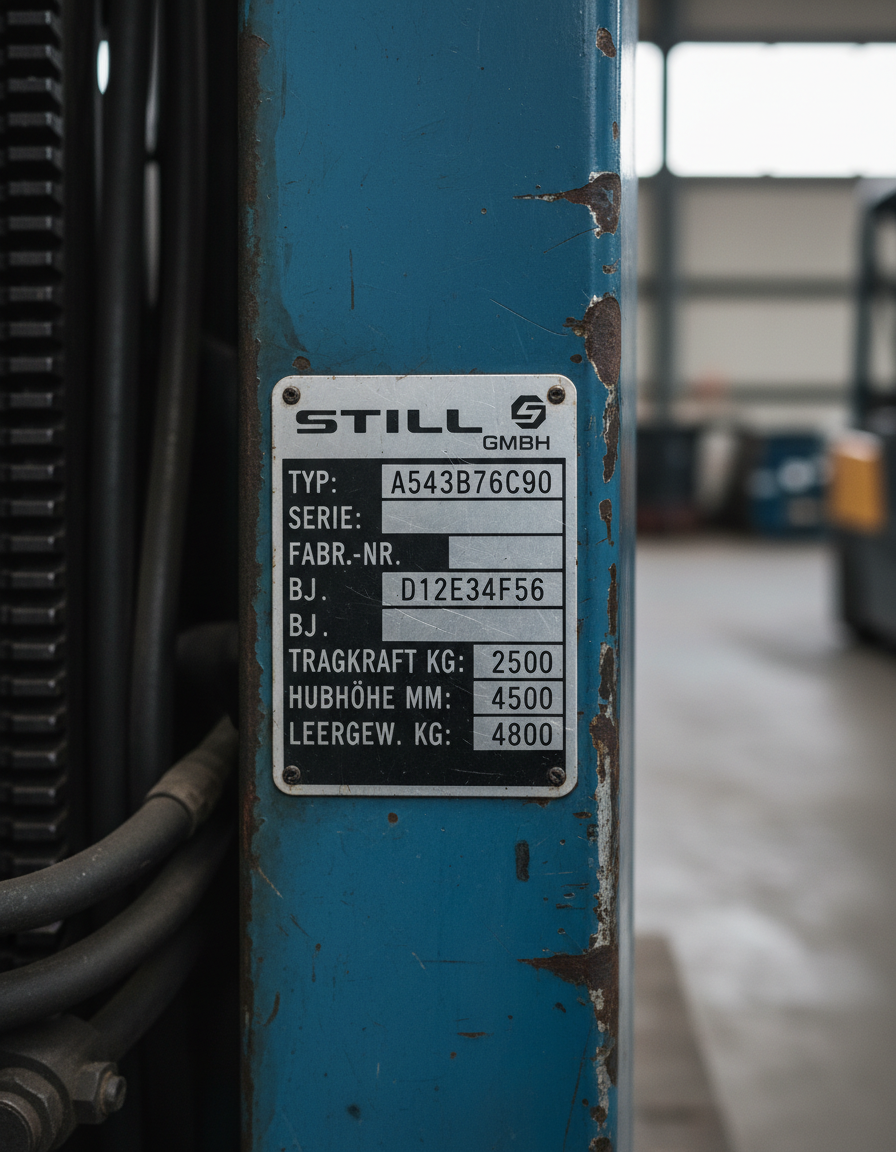 STILL
GMBH
TYP: A543B76C90
SERIE:
FABR.-NR.
BJ. D12E34F56
BJ.
TRAGKRAFT KG: 2500
HUBHÖHE MM: 4500
LEERGEW. KG: 4800